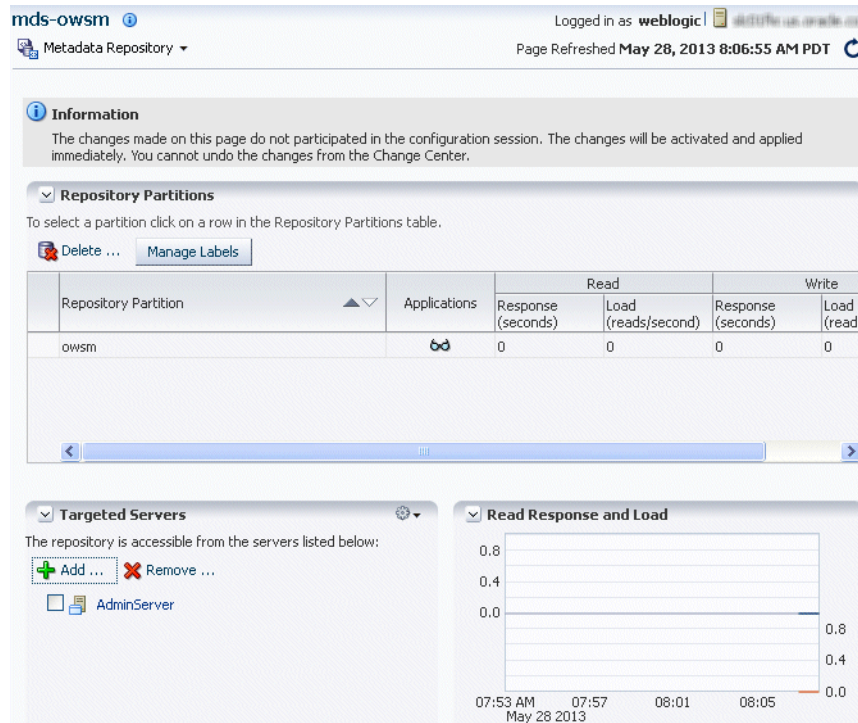 mds-owsm
Logged in as weblogic
Metadata Repository
Page Refreshed May 28, 2013 8:06:55 AM PDT
Information
The changes made on this page do not participated in the configuration session. The changes will be activated and applied
immediately. You cannot undo the changes from the Change Center.
Repository Partitions
To select a partition click on a row in the Repository Partitions table.
Delete ... Manage Labels
Read Write
Repository Partition Applications Response (seconds) Load (reads/second) Response (seconds) Load (read
owsm 0 0 0 0
Targeted Servers
The repository is accessible from the servers listed below:
Add ... Remove ...
AdminServer
Read Response and Load
0.8
0.4
0.0
0.8
0.4
0.0
07:53 AM 07:57 08:01 08:05
May 28 2013